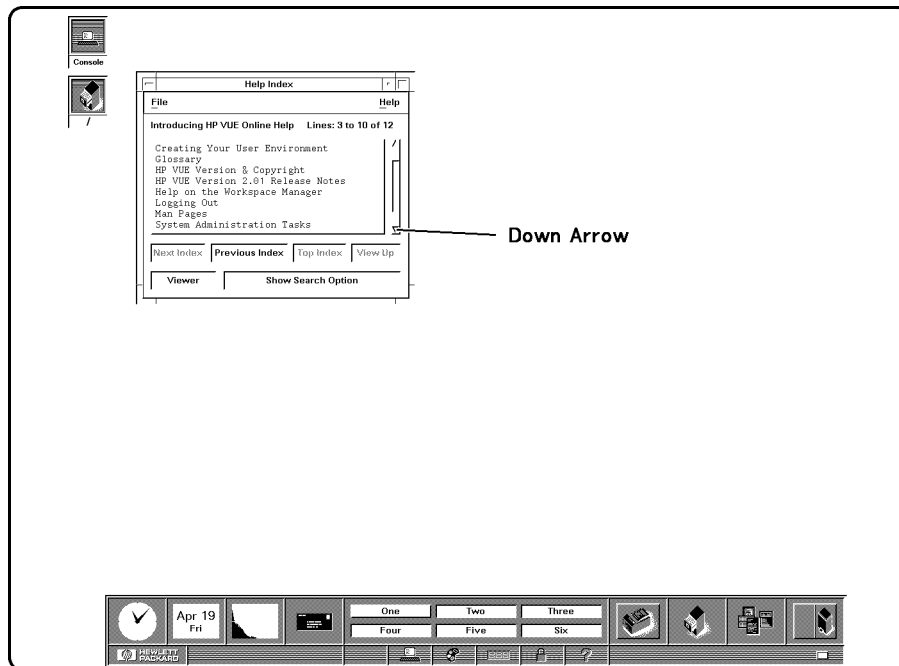 Console
/
Help Index
File Help
Introducing HP VUE Online Help Lines: 3 to 10 of 12
Creating Your User Environment
Glossary
HP VUE Version & Copyright
HP VUE Version 2.01 Release Notes
Help on the Workspace Manager
Logging Out
Man Pages
System Administration Tasks
Down Arrow
Next Index Previous Index Top Index View Up
Viewer Show Search Option
Apr 19
Fri
One Two Three
Four Five Six
hp HEWLETT
PACKARD
?